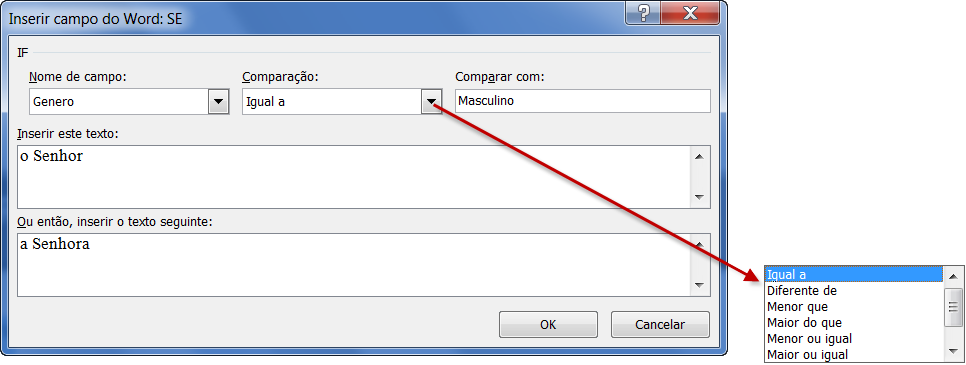 Inserir campo do Word: SE
IF
Nome de campo: Comparação: Comparar com:
Genero Igual a Masculino
Inserir este texto:
o Senhor
Ou então, inserir o texto seguinte:
a Senhora
OK Cancelar
Igual a
Diferente de
Menor que
Maior do que
Menor ou igual
Maior ou igual